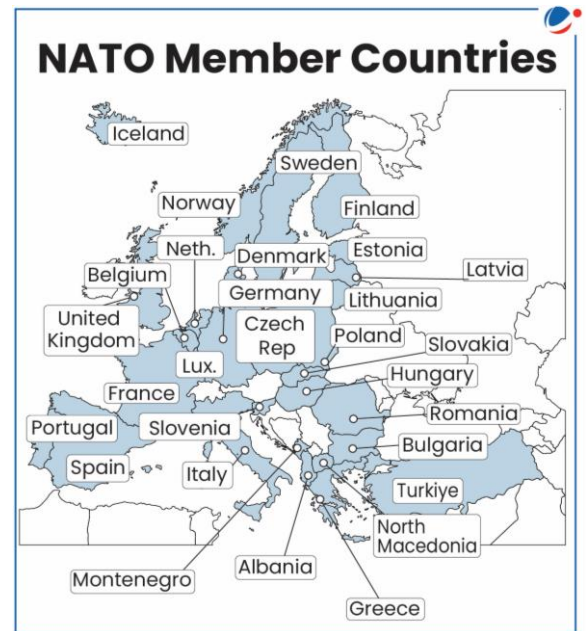 NATO Member Countries
Iceland
Sweden
Norway
Finland
Neth.
Denmark
Estonia
Belgium
Latvia
Germany
Lithuania
United
Kingdom
Czech
Rep
Poland
Slovakia
Lux.
Hungary
France
Romania
Portugal
Slovenia
Bulgaria
Spain
Italy
Turkiye
North
Macedonia
Albania
Montenegro
Greece